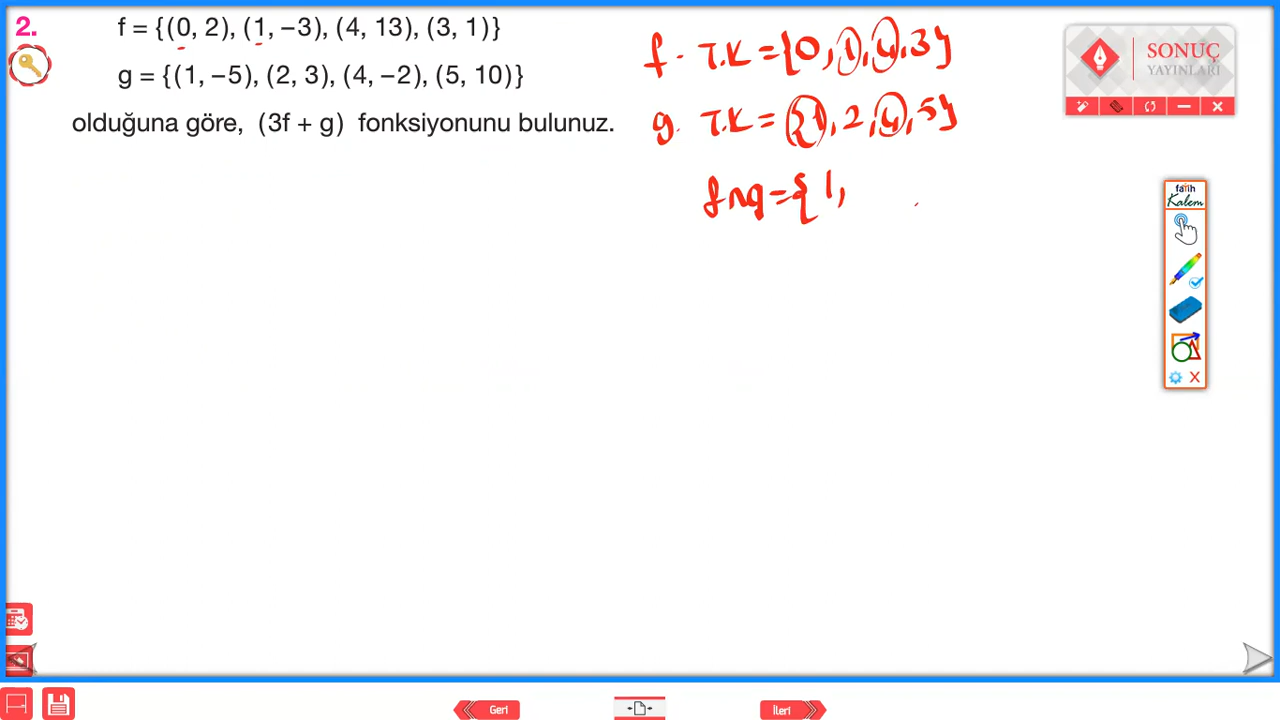 2.
f = {(0, 2), (1, −3), (4, 13), (3, 1)}
g = {(1, −5), (2, 3), (4, −2), (5, 10)}
olduğuna göre, (3f + g) fonksiyonunu bulunuz.
f. T.K = {0, 1, 4, 3}
g. T.K = {1, 2, 4, 5}
f∩g = {1,
SONUÇ
YAYINLARI
fatih
Kalem
Geri
İleri